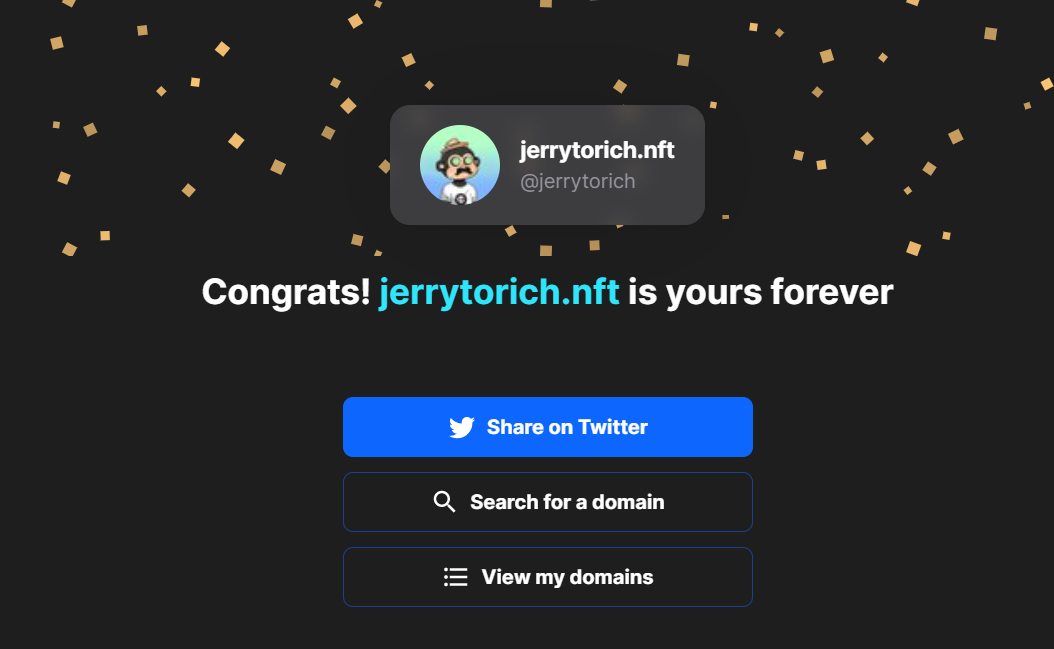 jerrytorich.nft
@jerrytorich
Congrats! jerrytorich.nft is yours forever
Share on Twitter
Search for a domain
View my domains